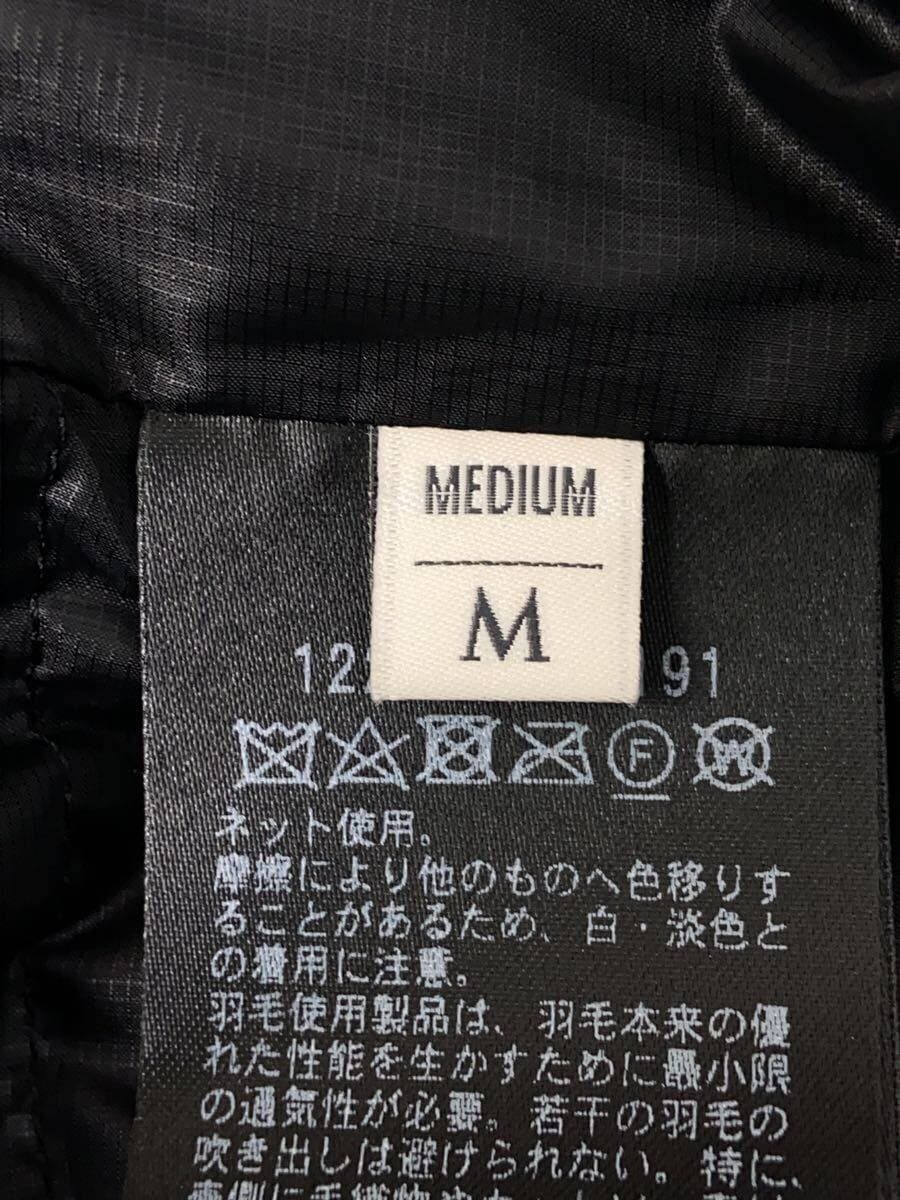 MEDIUM
M
12 91
F
W
ネット使用。
摩擦により他のものへ色移りす
ることがあるため、白・淡色と
の着用に注意。
羽毛使用製品は、羽毛本来の優
れた性能を生かすために最小限
の通気性が必要。若干の羽毛の
吹き出しは避けられない。特に、